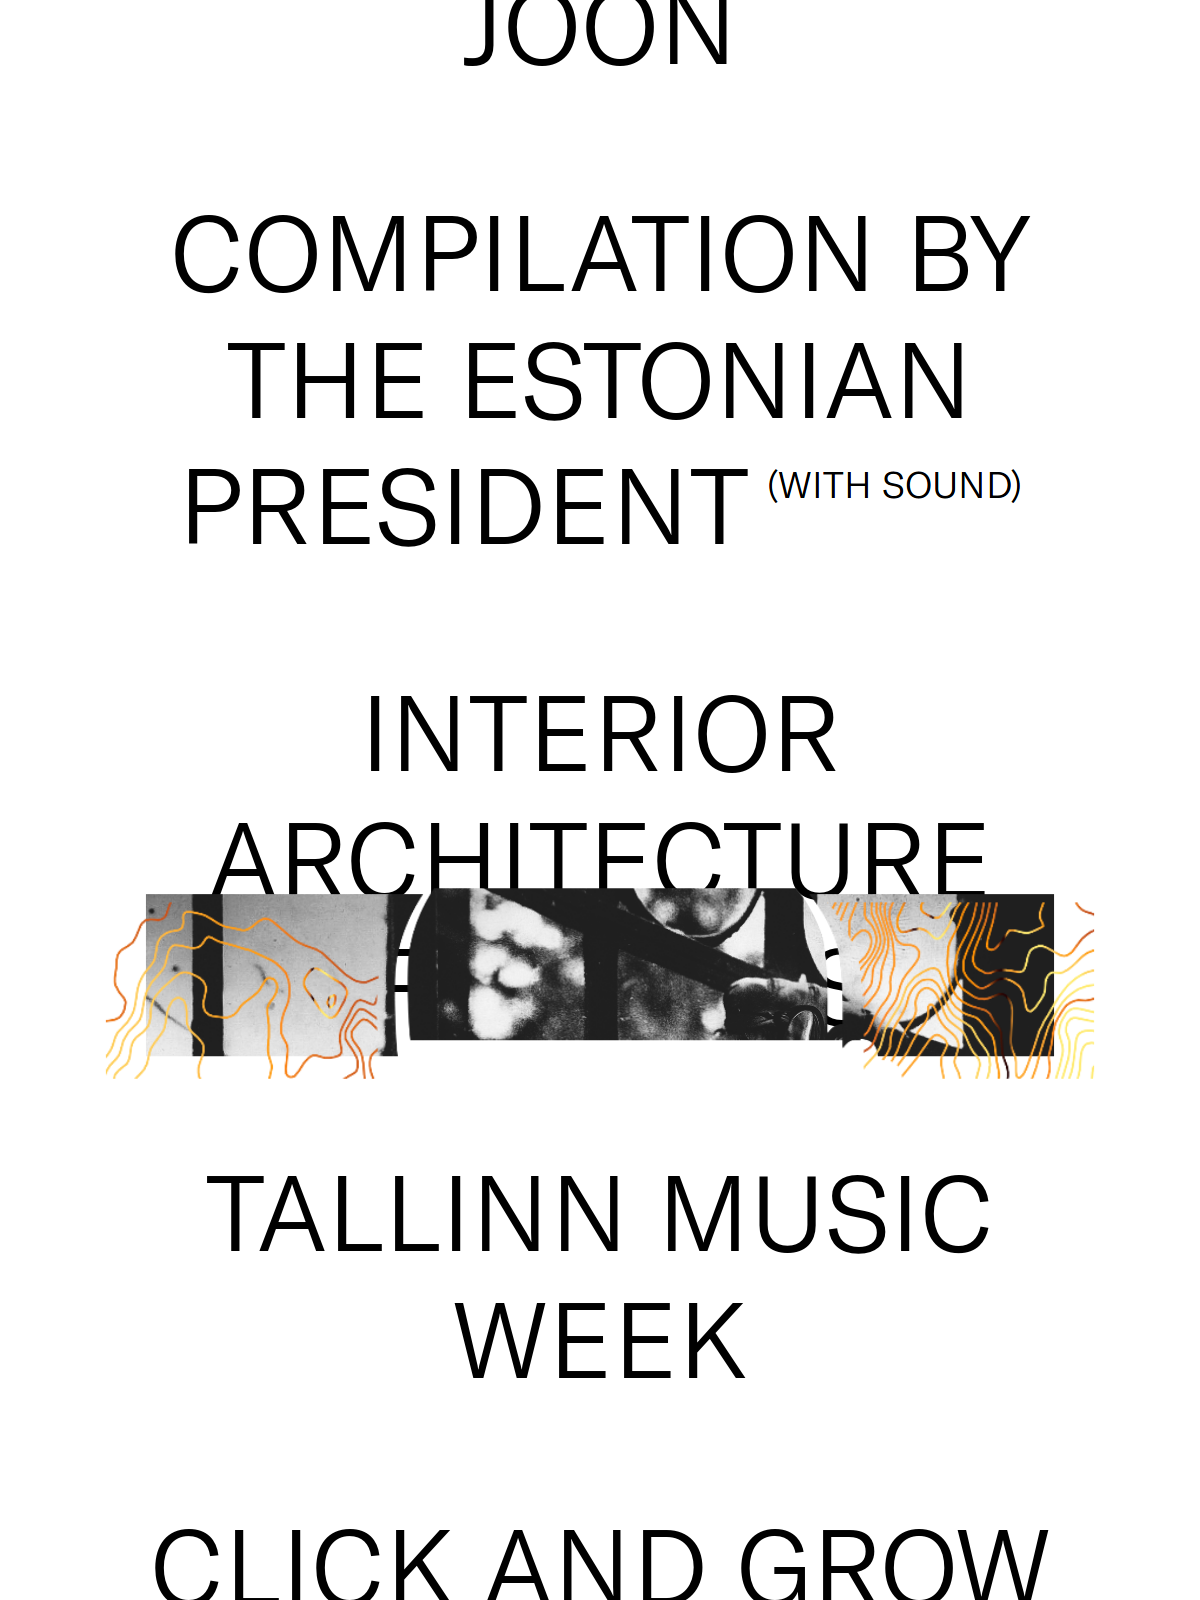 JOON
COMPILATION BY
THE ESTONIAN
PRESIDENT (WITH SOUND)
INTERIOR
ARCHITECTURE
TALLINN MUSIC
WEEK
CLICK AND GROW